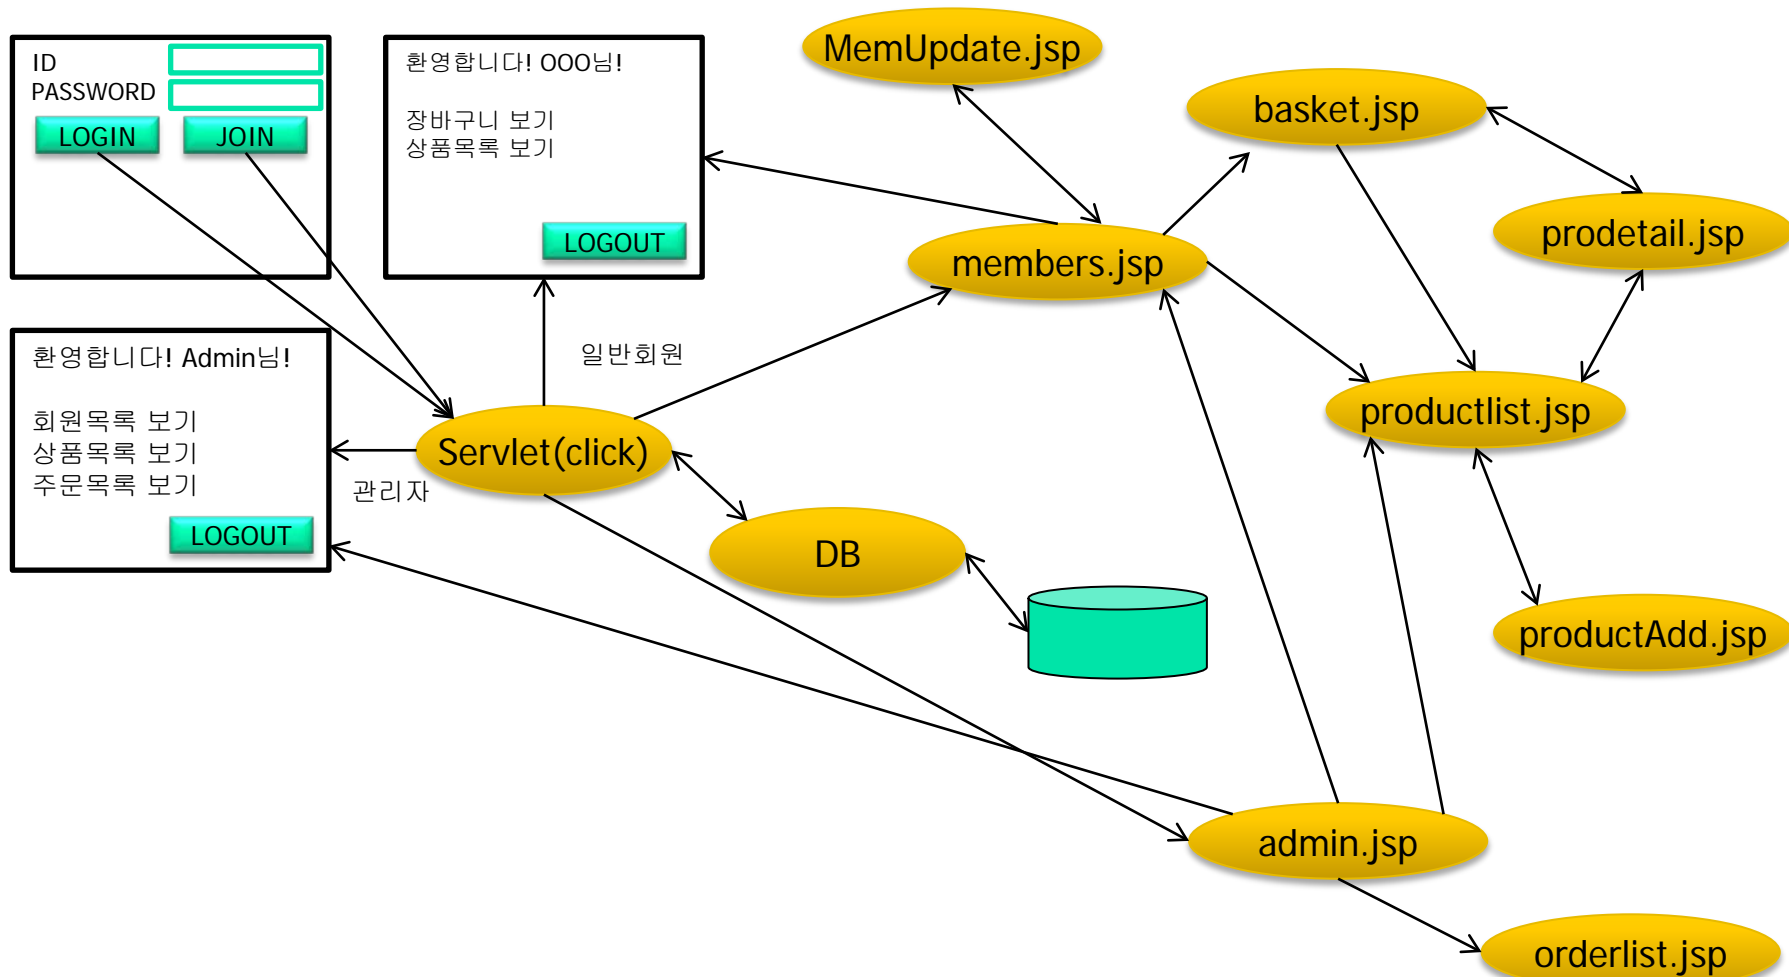 ID
PASSWORD
LOGIN
JOIN
환영합니다! OOO님!
장바구니 보기
상품목록 보기
LOGOUT
MemUpdate.jsp
basket.jsp
prodetail.jsp
members.jsp
환영합니다! Admin님!
회원목록 보기
상품목록 보기
주문목록 보기
LOGOUT
일반회원
관리자
Servlet(click)
productlist.jsp
DB
productAdd.jsp
admin.jsp
orderlist.jsp